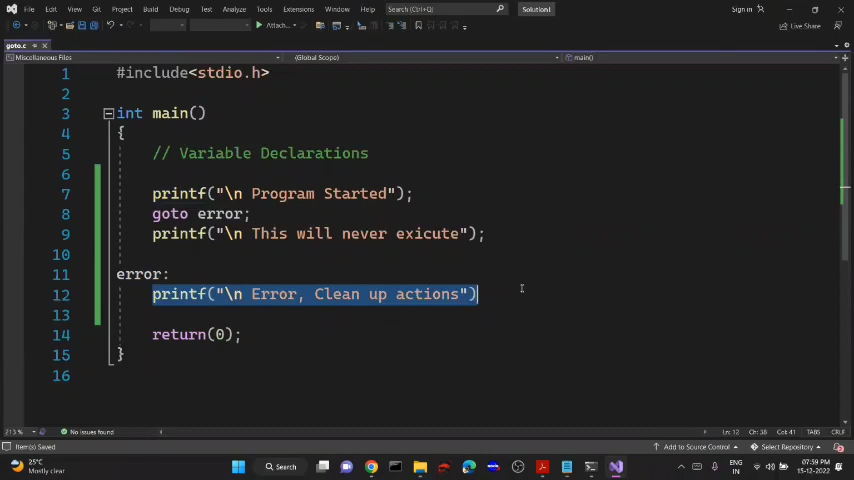 File Edit View Git Project Build Debug Test Analyze Tools Extensions Window Help Search (Ctrl+Q) Solution1 Sign in
Attach... Live Share
goto.c
Miscellaneous Files (Global Scope) main()
1 #include<stdio.h>
2
3 int main()
4 {
5 // Variable Declarations
6
7 printf("\n Program Started");
8 goto error;
9 printf("\n This will never exicute");
10
11 error:
12 printf("\n Error, Clean up actions")
13
14 return(0);
15 }
16
213 % No issues found Ln: 12 Ch: 38 Col: 41 TABS CRLF
Item(s) Saved Add to Source Control Select Repository
25°C
Mostly clear
Search
ENG
IN
07:59 PM
15-12-2022